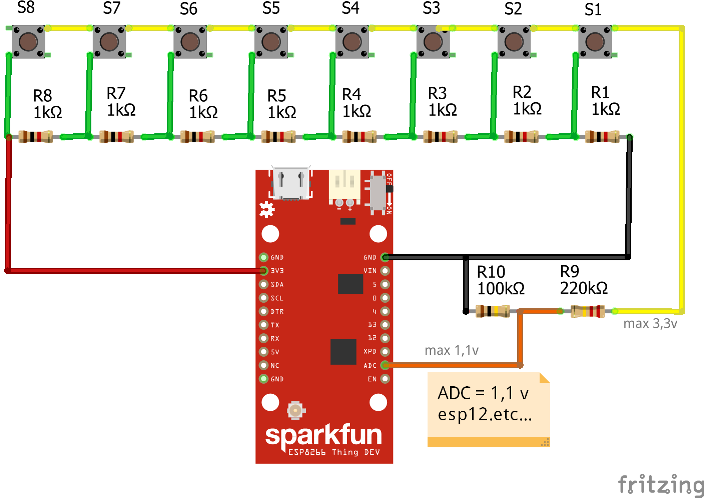 S8 S7 S6 S5 S4 S3 S2 S1
R8 R7 R6 R5 R4 R3 R2 R1
1kΩ 1kΩ 1kΩ 1kΩ 1kΩ 1kΩ 1kΩ 1kΩ
OFF
ON
GND GND
3V3 VIN
SDA 5
SCL 0
DTR 4
TX 13
RX 12
5V XPD
NC ADC
GND EN
R10 R9
100kΩ 220kΩ
max 3,3v
max 1,1v
ADC = 1,1 v
esp12.etc...
sparkfun
ESP8266 Thing DEV
fritzing